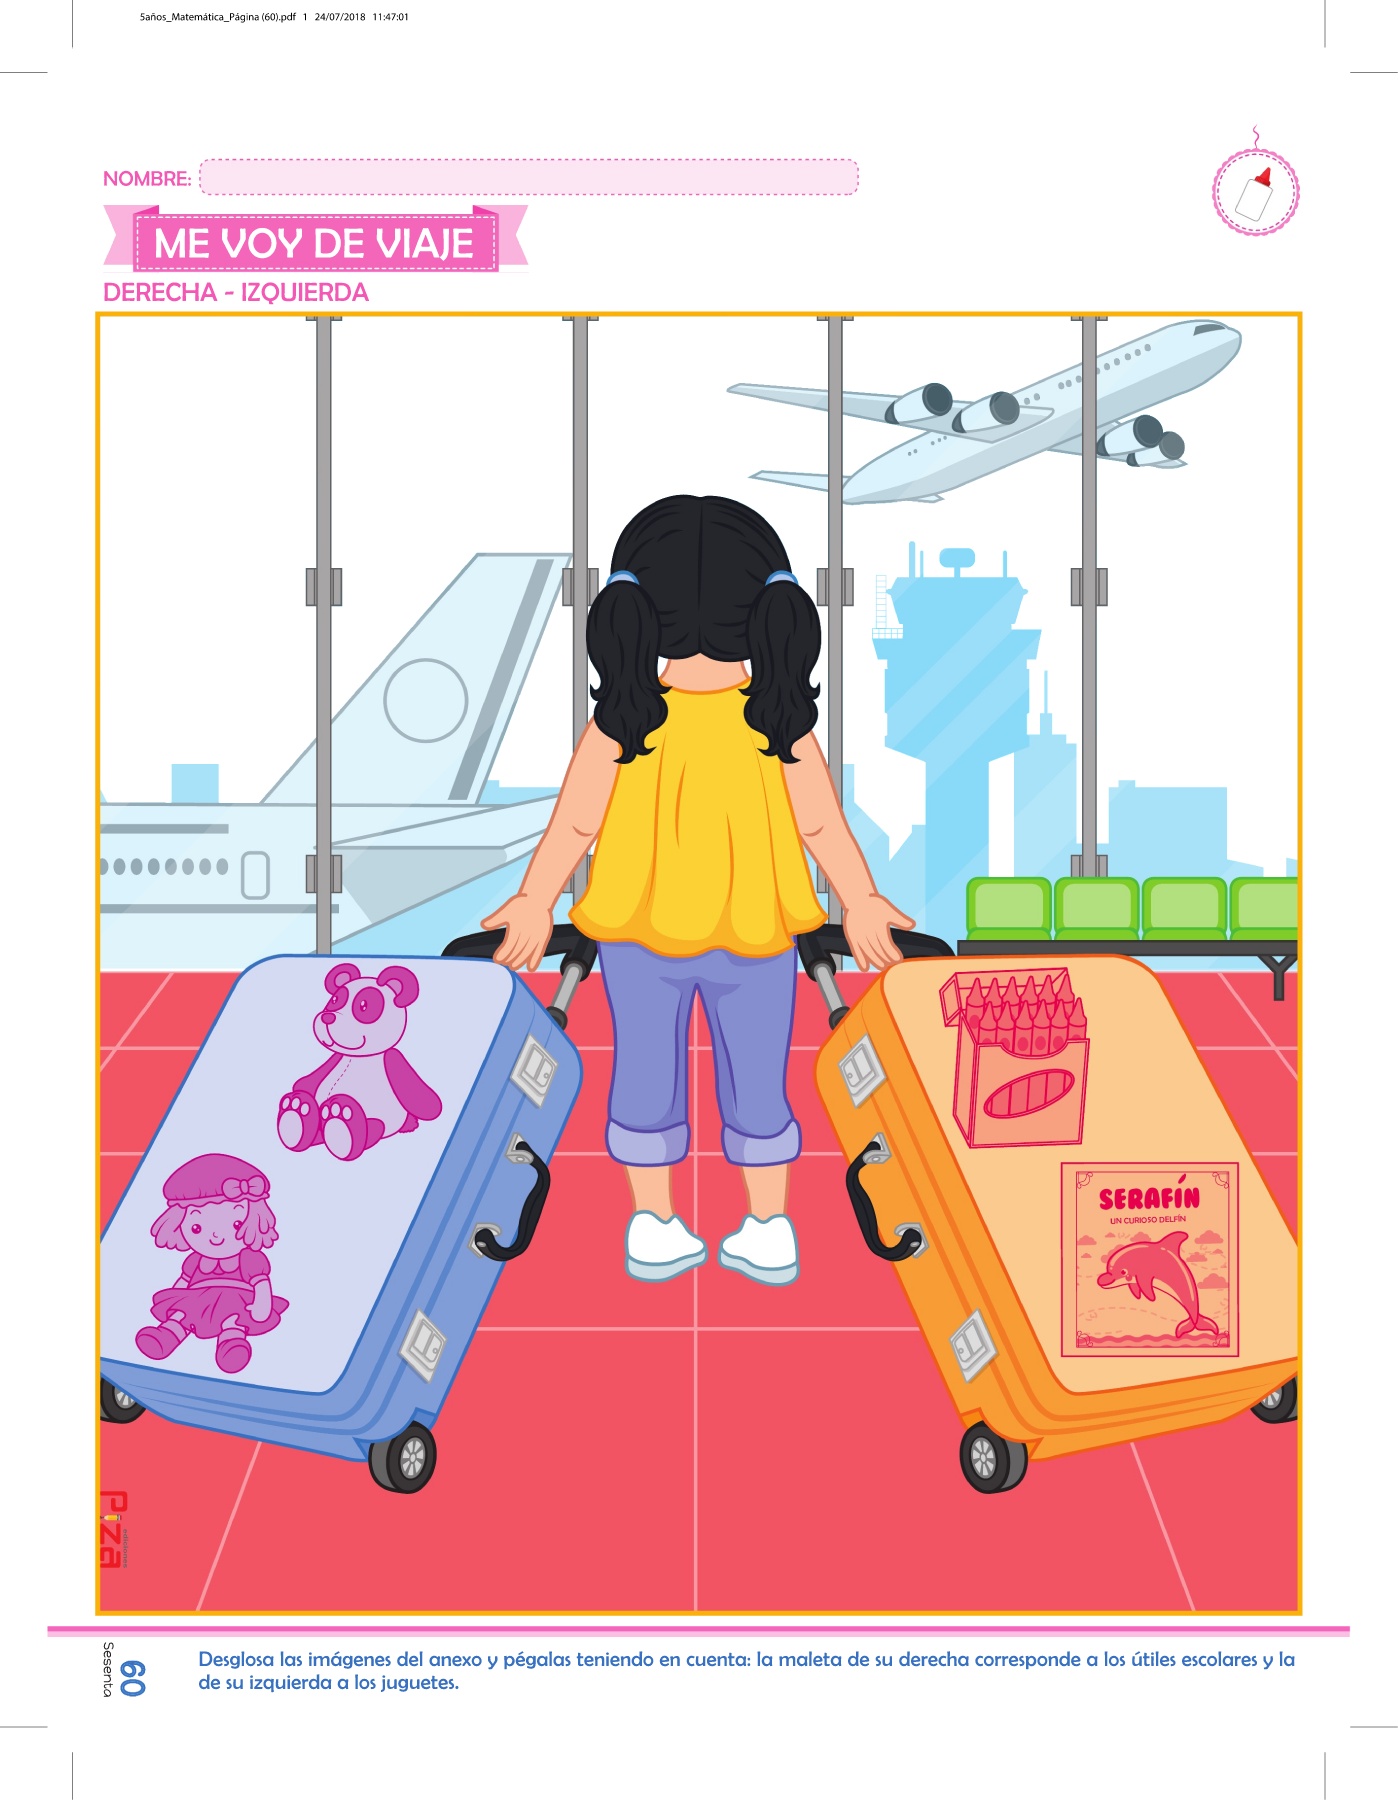 5años_Matemática_Página (60).pdf 1 24/07/2018 11:47:01
NOMBRE:
ME VOY DE VIAJE
DERECHA - IZQUIERDA
SERAFÍN
UN CURIOSO DELFÍN
Piza
ediciones
60
Sesenta
Desglosa las imágenes del anexo y pégalas teniendo en cuenta: la maleta de su derecha corresponde a los útiles escolares y la
de su izquierda a los juguetes.